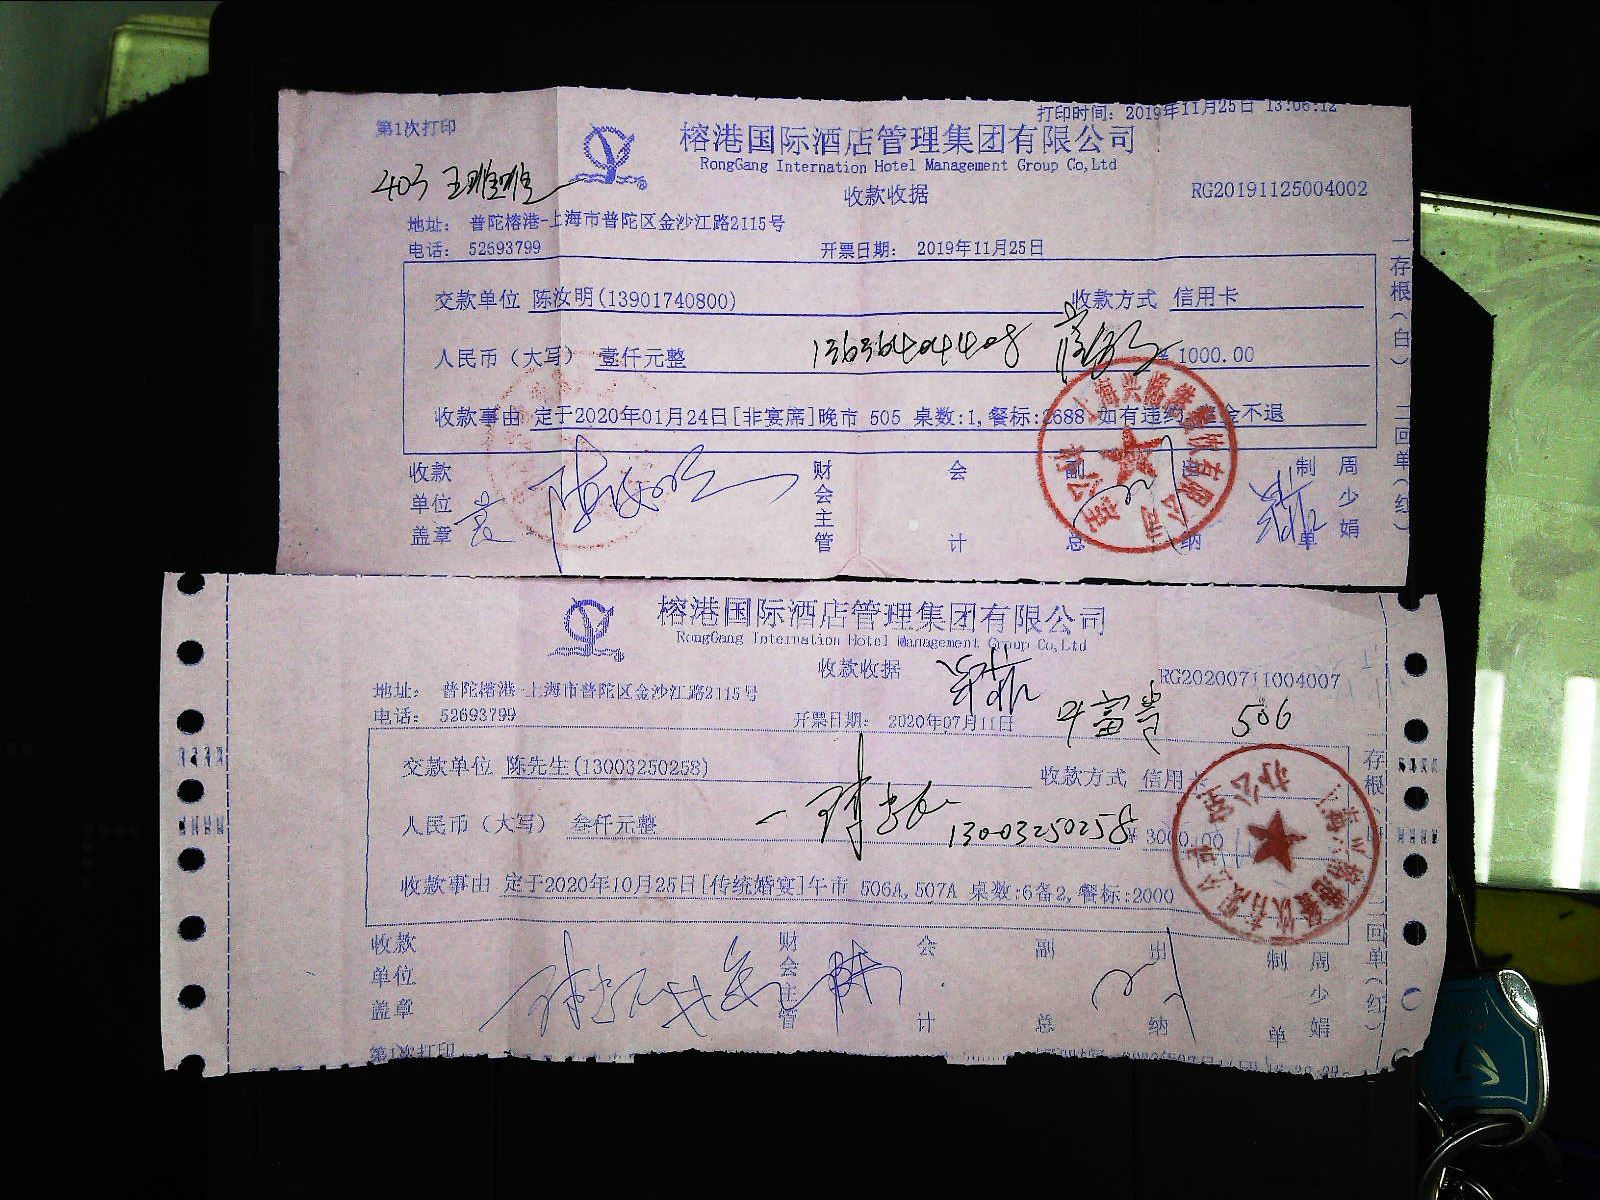 第1次打印
打印时间: 2019年11月25日 13:06:12
榕港国际酒店管理集团有限公司
RongGang Internation Hotel Management Group Co,Ltd
403
收款收据
RG20191125004002
地址: 普陀榕港-上海市普陀区金沙江路2115号
电话: 52693799
开票日期: 2019年11月25日
交款单位 陈汝明(13901740800)
收款方式 信用卡
人民币（大写） 壹仟元整
13636404408
¥ 1000.00
收款事由 定于2020年01月24日[非宴席]晚市 505 桌数:1,餐标:2688 如有违约 金不退
收款单位盖章
财会主管
会计
副总
纳
制单
周少娟
一存根(白) 二回单(红)
榕港国际酒店管理集团有限公司
RongGang Internation Hotel Management Group Co,Ltd
收款收据
RG20200711004007
地址: 普陀榕港-上海市普陀区金沙江路2115号
电话: 52693799
开票日期: 2020年07月11日
叶富贵 506
交款单位 陈先生(13003250258)
收款方式 信用
人民币（大写） 叁仟元整
13003250258
¥ 3000.00
收款事由 定于2020年10月25日[传统婚宴]午市 506A,507A 桌数:6备2,餐标:2000
收款单位盖章
财会主管
会计
副总
出纳
制单
周少娟
一存根 二回单(红)
第1次打印